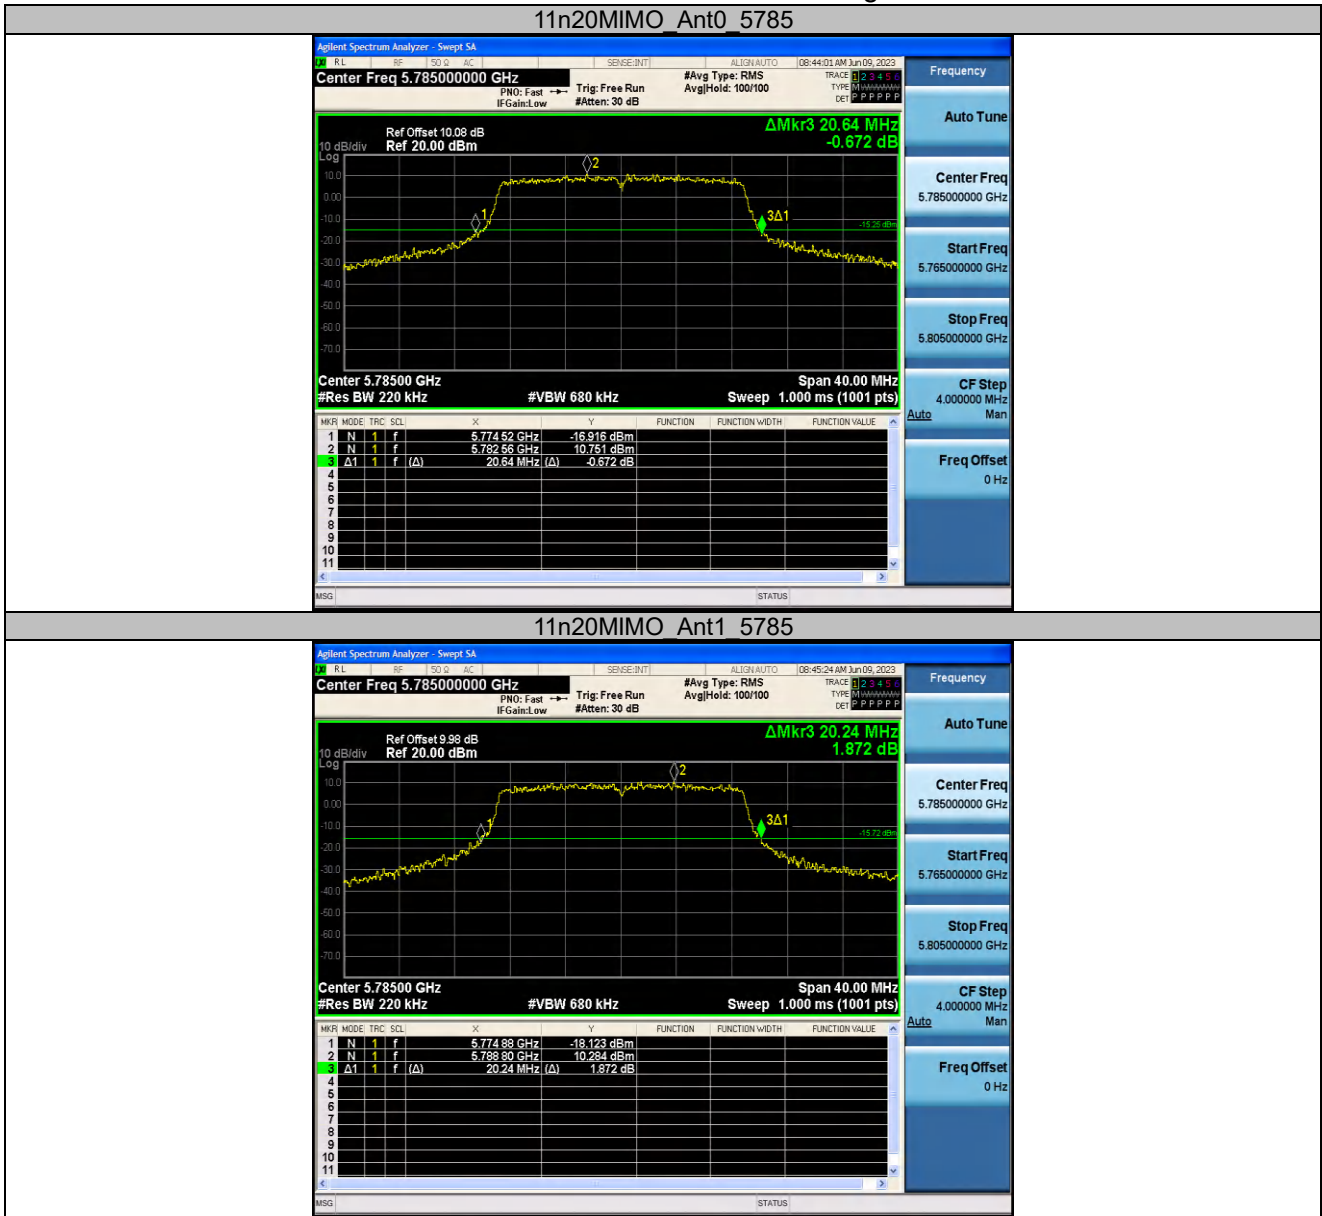 11n20MIMO_Ant0_5785
Agilent Spectrum Analyzer - Swept SA
RL RF 50 Ω AC SENSE:INT ALIGNAUTO 08:44:01 AM Jun 09, 2023
Center Freq 5.785000000 GHz
PNO: Fast
IFGain:Low
Trig: Free Run
#Atten: 30 dB
#Avg Type: RMS
Avg|Hold: 100/100
TRACE 1 2 3 4 5 6
TYPE M
DET P P P P P P
Frequency
Auto Tune
Center Freq
5.785000000 GHz
Start Freq
5.765000000 GHz
Stop Freq
5.805000000 GHz
CF Step
4.000000 MHz
Auto Man
Freq Offset
0 Hz
ΔMkr3 20.64 MHz
-0.672 dB
Ref Offset 10.08 dB
10 dB/div Ref 20.00 dBm
Log
10.0
0.00
-10.0
-20.0
-30.0
-40.0
-50.0
-60.0
-70.0
2
1
3Δ1
-15.25 dBm
Center 5.78500 GHz Span 40.00 MHz
#Res BW 220 kHz #VBW 680 kHz Sweep 1.000 ms (1001 pts)
MKR MODE TRC SCL X Y FUNCTION FUNCTION WIDTH FUNCTION VALUE
1 N 1 f 5.774 52 GHz -16.916 dBm
2 N 1 f 5.782 56 GHz 10.751 dBm
3 Δ1 1 f (Δ) 20.64 MHz (Δ) -0.672 dB
4
5
6
7
8
9
10
11
MSG STATUS
11n20MIMO_Ant1_5785
Agilent Spectrum Analyzer - Swept SA
RL RF 50 Ω AC SENSE:INT ALIGNAUTO 08:45:24 AM Jun 09, 2023
Center Freq 5.785000000 GHz
PNO: Fast
IFGain:Low
Trig: Free Run
#Atten: 30 dB
#Avg Type: RMS
Avg|Hold: 100/100
TRACE 1 2 3 4 5 6
TYPE M
DET P P P P P P
Frequency
Auto Tune
Center Freq
5.785000000 GHz
Start Freq
5.765000000 GHz
Stop Freq
5.805000000 GHz
CF Step
4.000000 MHz
Auto Man
Freq Offset
0 Hz
ΔMkr3 20.24 MHz
1.872 dB
Ref Offset 9.98 dB
10 dB/div Ref 20.00 dBm
Log
10.0
0.00
-10.0
-20.0
-30.0
-40.0
-50.0
-60.0
-70.0
2
1
3Δ1
-15.72 dBm
Center 5.78500 GHz Span 40.00 MHz
#Res BW 220 kHz #VBW 680 kHz Sweep 1.000 ms (1001 pts)
MKR MODE TRC SCL X Y FUNCTION FUNCTION WIDTH FUNCTION VALUE
1 N 1 f 5.774 88 GHz -18.123 dBm
2 N 1 f 5.788 80 GHz 10.284 dBm
3 Δ1 1 f (Δ) 20.24 MHz (Δ) 1.872 dB
4
5
6
7
8
9
10
11
MSG STATUS